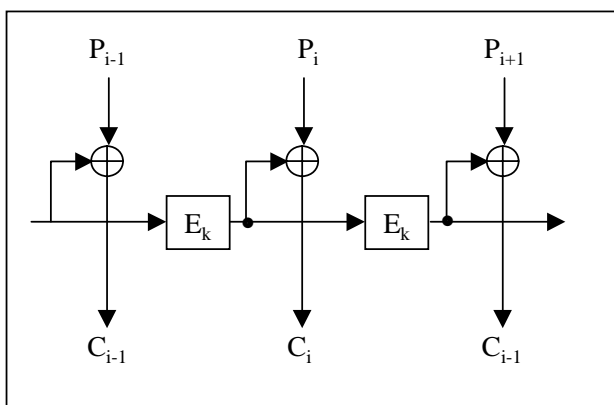 P_{i-1} P_i P_{i+1}
E_k E_k
C_{i-1} C_i C_{i-1}